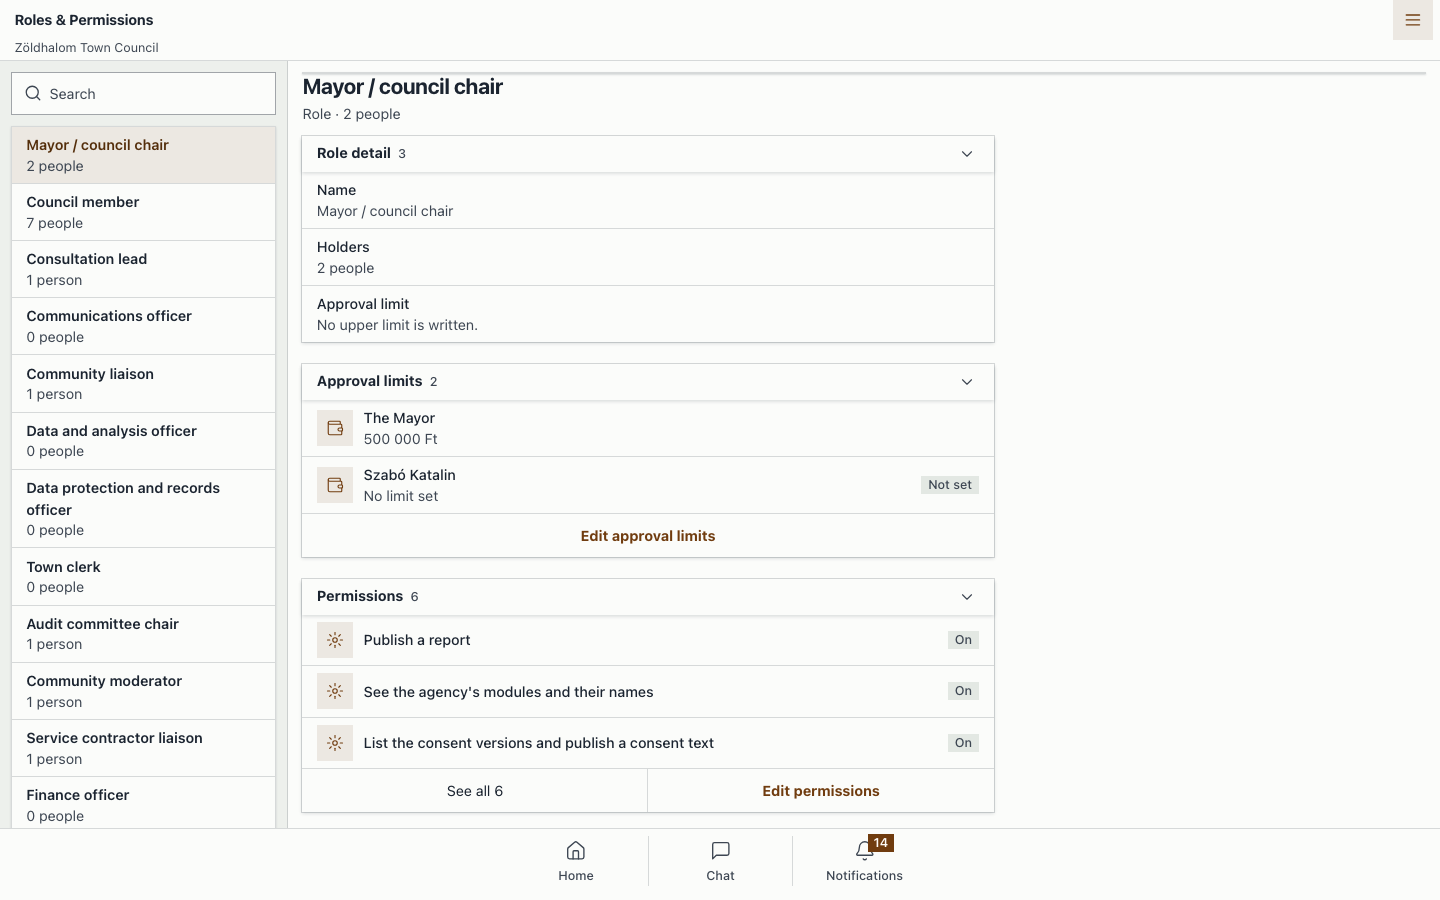 Roles & Permissions
Zöldhalom Town Council
Search
Mayor / council chair
2 people
Council member
7 people
Consultation lead
1 person
Communications officer
0 people
Community liaison
1 person
Data and analysis officer
0 people
Data protection and records
officer
0 people
Town clerk
0 people
Audit committee chair
1 person
Community moderator
1 person
Service contractor liaison
1 person
Finance officer
0 people
Mayor / council chair
Role · 2 people
Role detail 3
Name
Mayor / council chair
Holders
2 people
Approval limit
No upper limit is written.
Approval limits 2
The Mayor
500 000 Ft
Szabó Katalin
No limit set
Not set
Edit approval limits
Permissions 6
Publish a report
On
See the agency's modules and their names
On
List the consent versions and publish a consent text
On
See all 6
Edit permissions
Home
Chat
14
Notifications